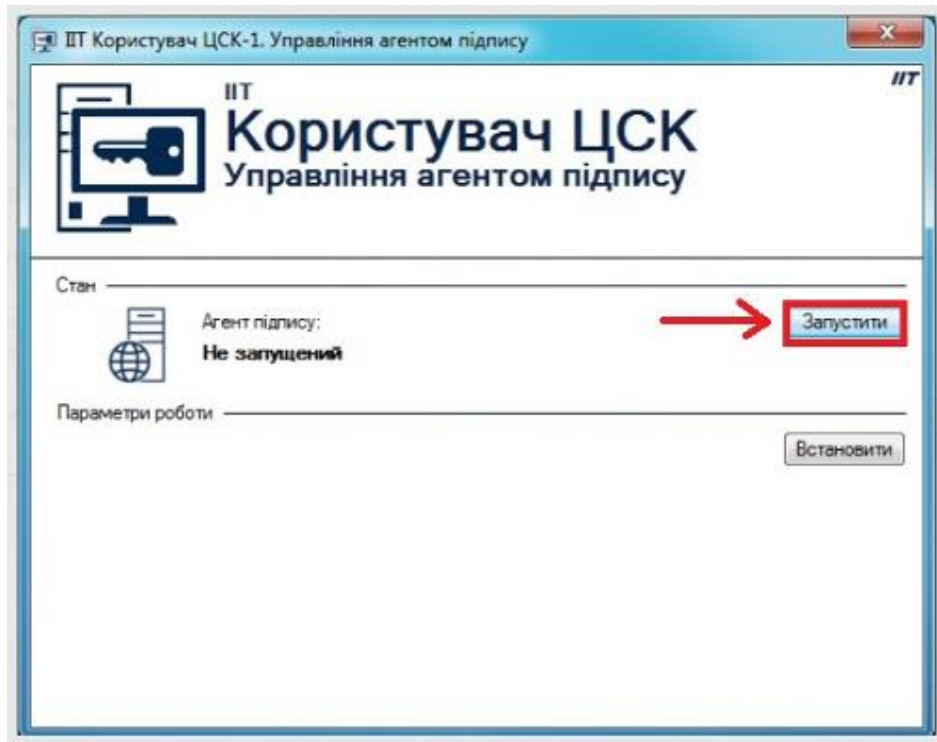 ІІТ Користувач ЦСК-1. Управління агентом підпису
ІІТ
ІІТ
Користувач ЦСК
Управління агентом підпису
Стан
Агент підпису:
Запустити
Не запущений
Параметри роботи
Встановити